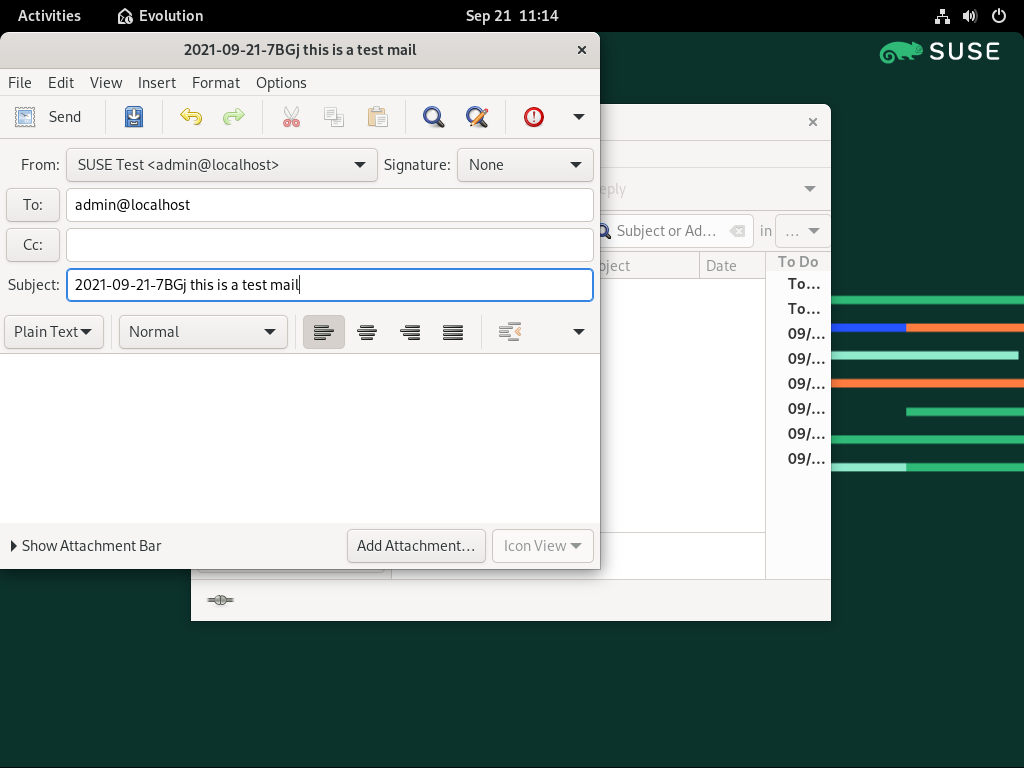 Activities Evolution Sep 21 11:14
SUSE
2021-09-21-7BGj this is a test mail
File Edit View Insert Format Options
Send
From: SUSE Test <admin@localhost> Signature: None
To: admin@localhost
Cc:
Subject: 2021-09-21-7BGj this is a test mail
Plain Text Normal
Show Attachment Bar Add Attachment... Icon View
eply
Subject or Ad... in ...
bject Date To Do
To...
To...
09/...
09/...
09/...
09/...
09/...
09/...